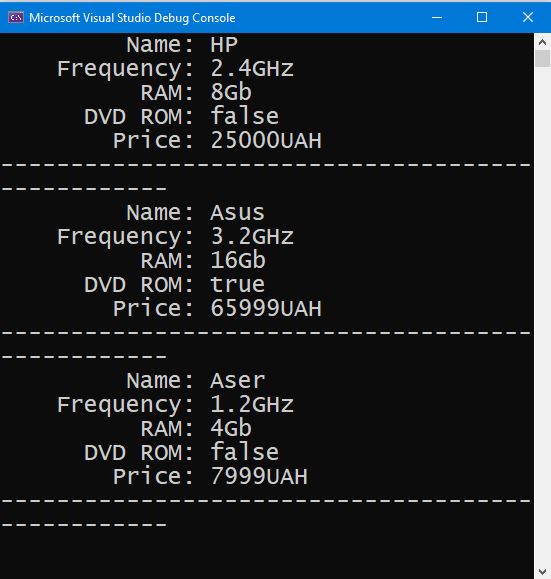 Microsoft Visual Studio Debug Console
Name: HP
Frequency: 2.4GHz
RAM: 8Gb
DVD ROM: false
Price: 25000UAH
--------------------------------------
------------
Name: Asus
Frequency: 3.2GHz
RAM: 16Gb
DVD ROM: true
Price: 65999UAH
--------------------------------------
------------
Name: Aser
Frequency: 1.2GHz
RAM: 4Gb
DVD ROM: false
Price: 7999UAH
--------------------------------------
------------